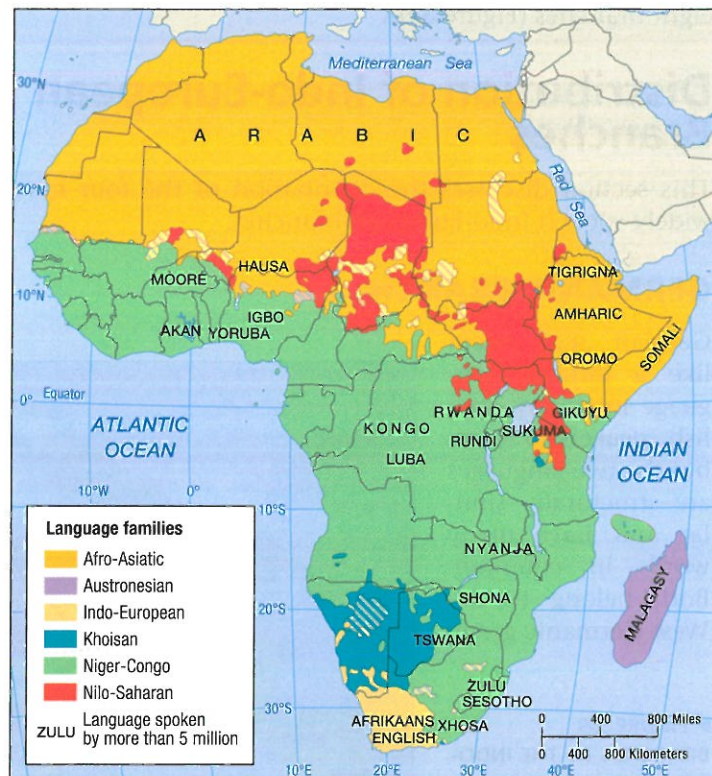 Mediterranean Sea
30°N
A R A B I C
20°N
Red Sea
MOORÉ
HAUSA
TIGRIGNA
10°N
IGBO
AMHARIC
AKAN
YORUBA
OROMO
SOMALI
0°
Equator
RWANDA
GIKUYU
KONGO
RUNDI
SUKUMA
ATLANTIC
OCEAN
LUBA
INDIAN
OCEAN
10°W
0°
10°S
NYANJA
SHONA
20°S
TSWANA
MALAGASY
ZULU
SESOTHO
30°S
AFRIKAANS
ENGLISH
XHOSA
10°E
20°E
30°E
40°E
50°E
Language families
Afro-Asiatic
Austronesian
Indo-European
Khoisan
Niger-Congo
Nilo-Saharan
ZULU Language spoken
by more than 5 million
0 400 800 Miles
0 400 800 Kilometers